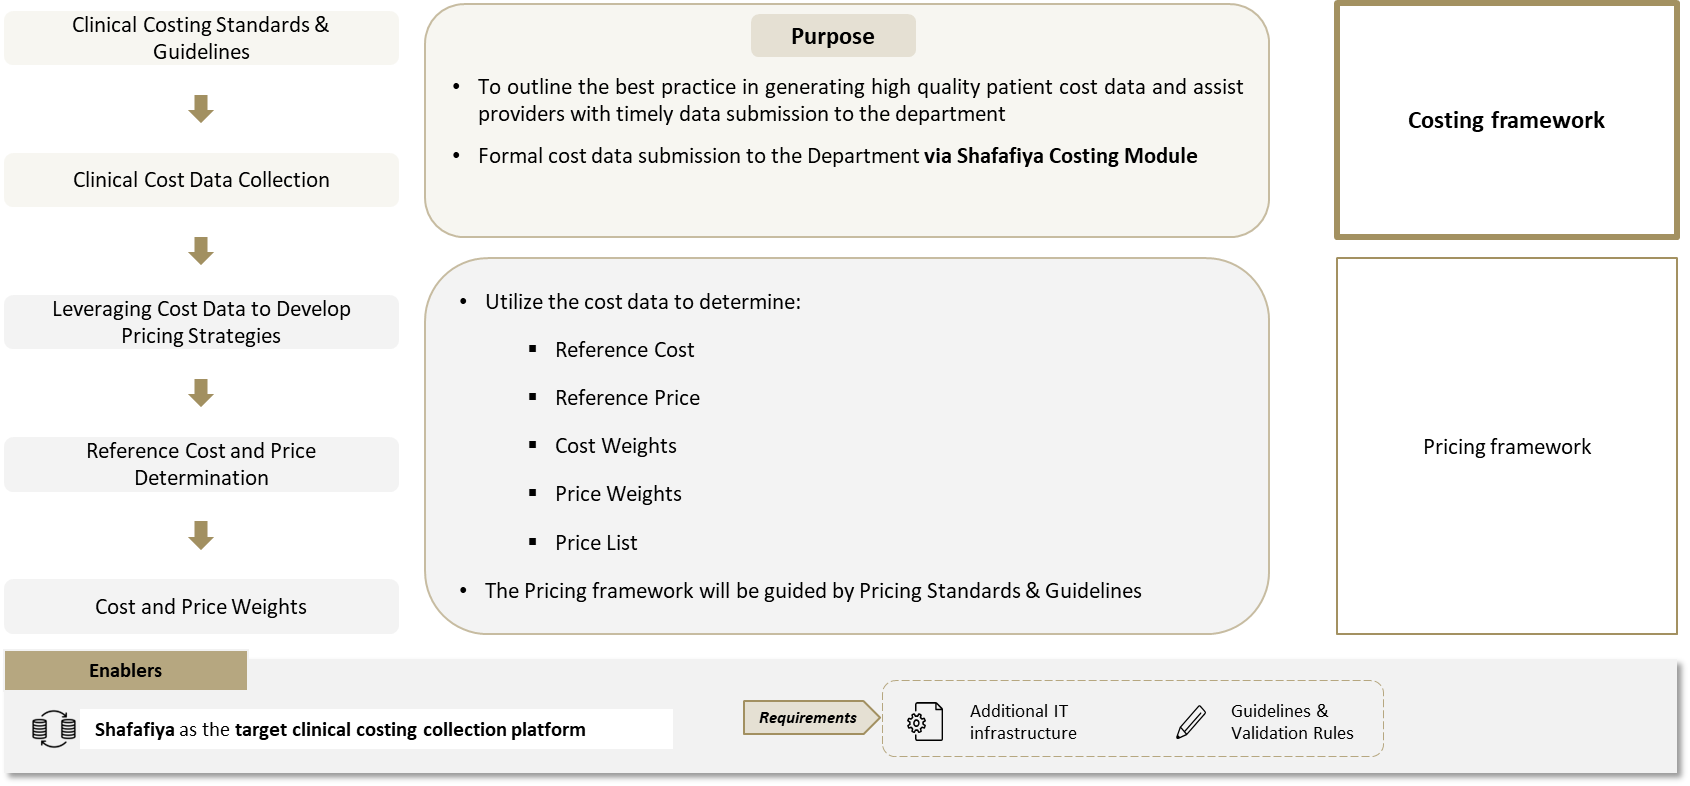 Clinical Costing Standards &
Guidelines
Clinical Cost Data Collection
Leveraging Cost Data to Develop
Pricing Strategies
Reference Cost and Price
Determination
Cost and Price Weights
Purpose
• To outline the best practice in generating high quality patient cost data and assist
providers with timely data submission to the department
• Formal cost data submission to the Department via Shafafiya Costing Module
• Utilize the cost data to determine:
▪ Reference Cost
▪ Reference Price
▪ Cost Weights
▪ Price Weights
▪ Price List
• The Pricing framework will be guided by Pricing Standards & Guidelines
Costing framework
Pricing framework
Enablers
Shafafiya as the target clinical costing collection platform
Requirements
Additional IT
infrastructure
Guidelines &
Validation Rules